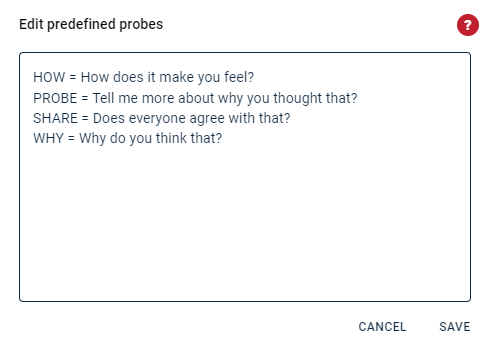 Edit predefined probes
?
HOW = How does it make you feel?
PROBE = Tell me more about why you thought that?
SHARE = Does everyone agree with that?
WHY = Why do you think that?
CANCEL SAVE